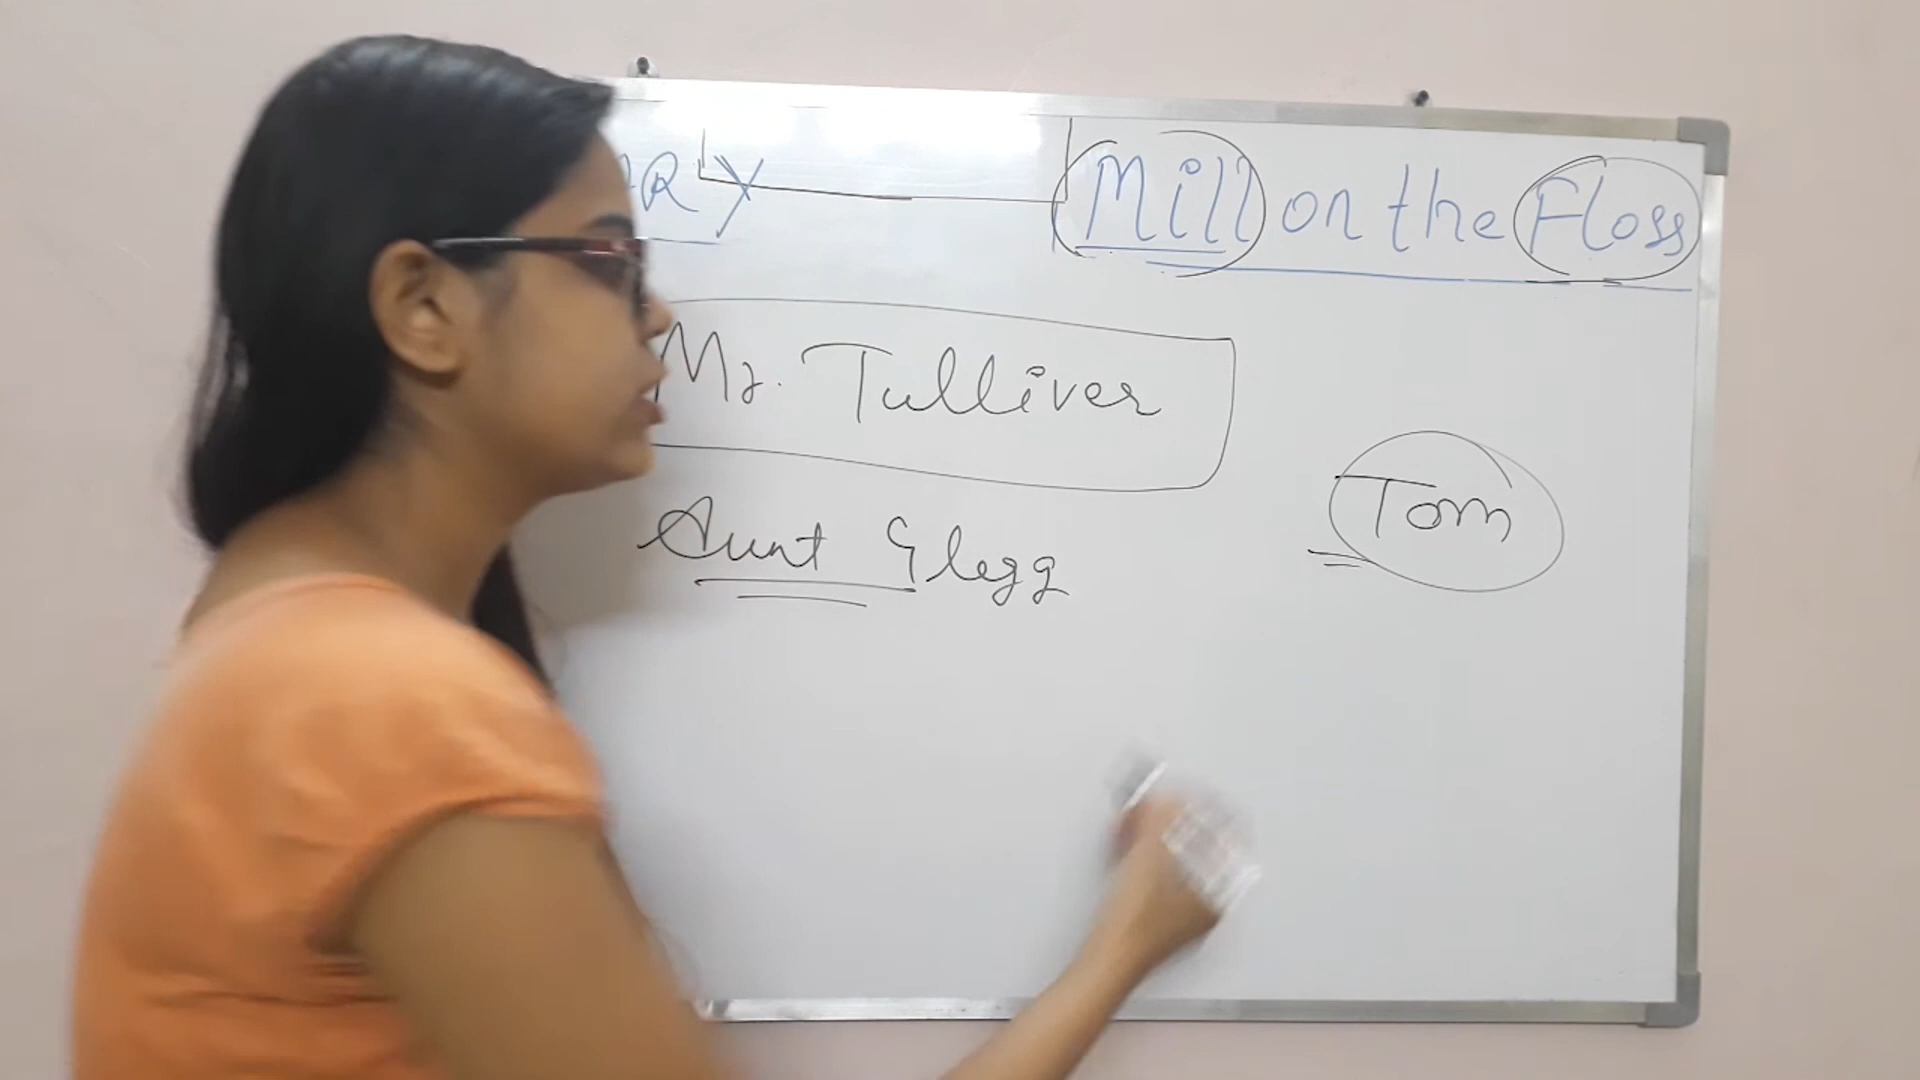 Mill on the Floss
Mr. Tulliver
Aunt Glegg
Tom